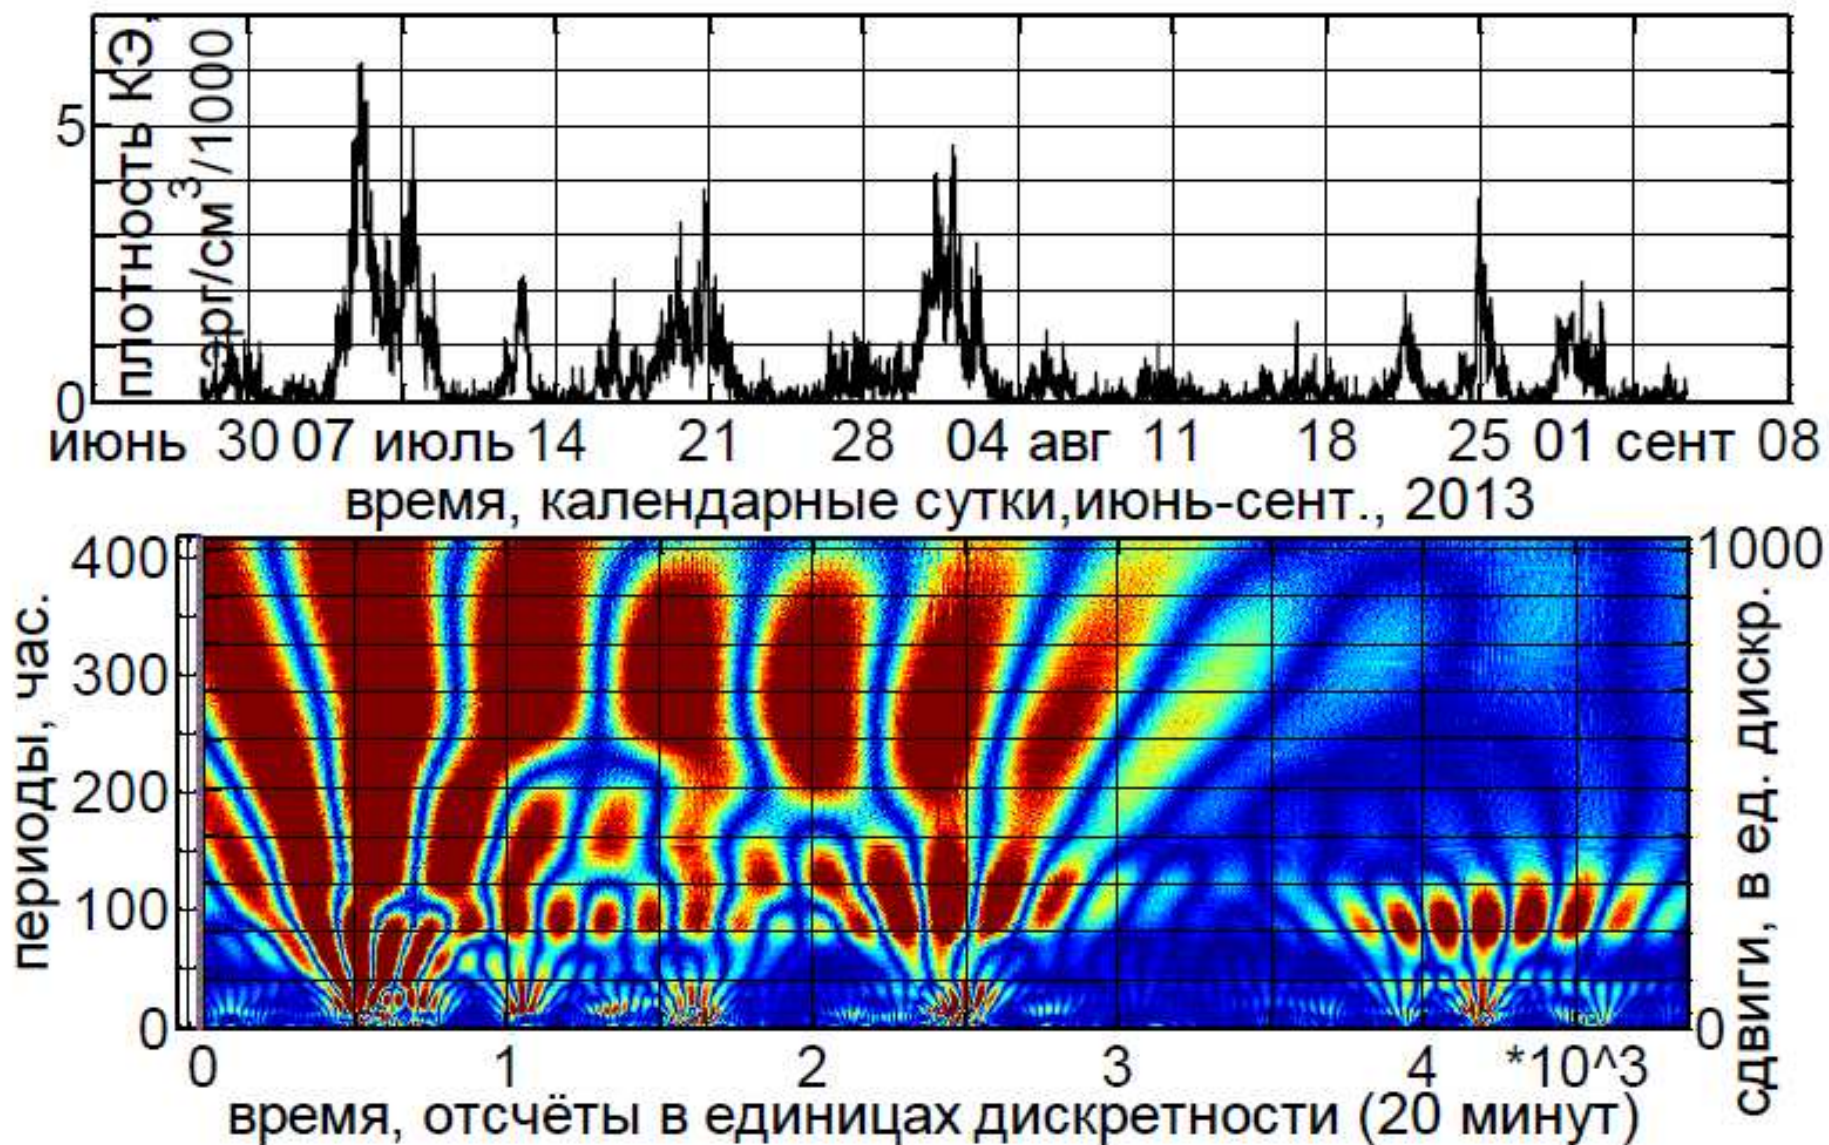 плотность КЭ,
эрг/см³/1000
5
0
июнь 30 07 июль 14 21 28 04 авг 11 18 25 01 сент 08
время, календарные сутки,июнь-сент., 2013
периоды, час.
400
300
200
100
0
1000
0
сдвиги, в ед. дискр.
0 1 2 3 4 *10^3
время, отсчёты в единицах дискретности (20 минут)